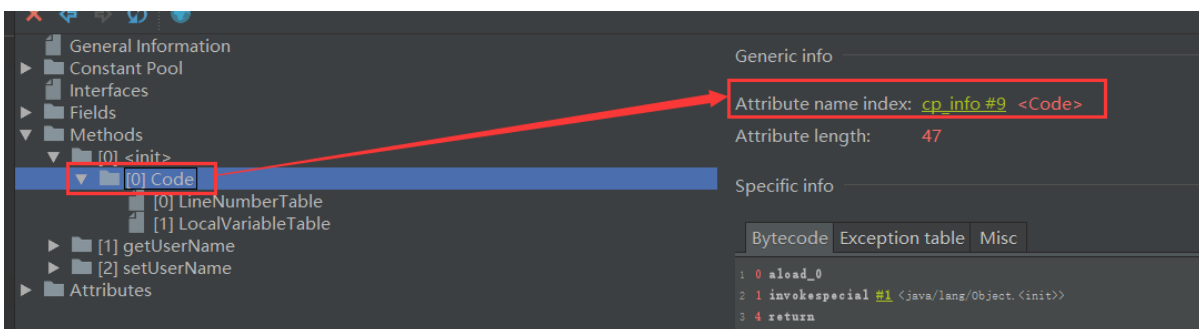 General Information
Constant Pool
Interfaces
Fields
Methods
[0] <init>
[0] Code
[0] LineNumberTable
[1] LocalVariableTable
[1] getUserName
[2] setUserName
Attributes
Generic info
Attribute name index: cp_info #9 <Code>
Attribute length: 47
Specific info
Bytecode Exception table Misc
1 0 aload_0
2 1 invokespecial #1 <java/lang/Object.<init>>
3 4 return